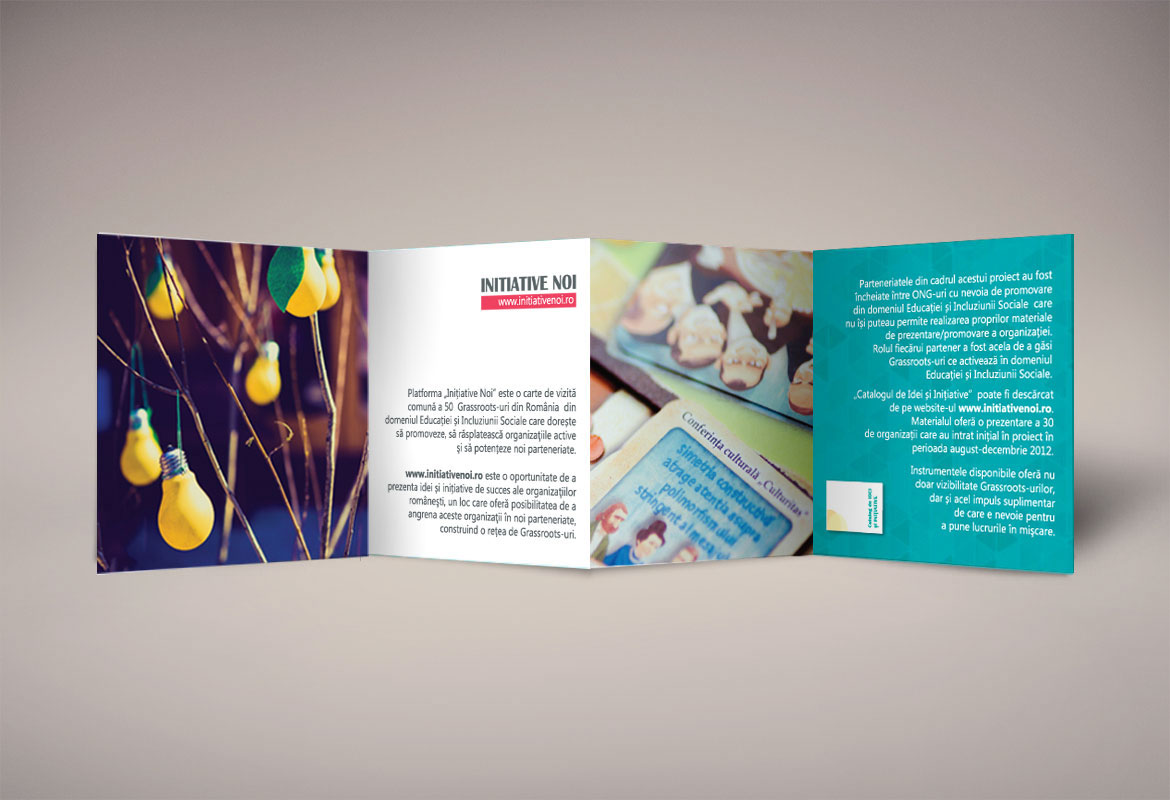 INITIATIVE NOI
www.initiativenoi.ro
Platforma „Inițiative Noi" este o carte de vizită
comună a 50 Grassroots-uri din România din
domeniul Educației și Incluziunii Sociale care dorește
să promoveze, să răsplatească organizațiile active
și să potențeze noi parteneriate.
www.initiativenoi.ro este o oportunitate de a
prezenta idei și initiative de succes ale organizațiilor
românești, un loc care oferă posibilitatea de a
angrena aceste organizații în noi parteneriate,
construind o rețea de Grassroots-uri.
Conferința culturală „Culturitas"
simetria constructivă
atrage atenția asupra
polimorfismului
stringent a mesajului
Parteneriatele din cadrul acestui proiect au fost
încheiate între ONG-uri cu nevoia de promovare
din domeniul Educației și Incluziunii Sociale care
nu își puteau permite realizarea proprilor materiale
de prezentare/promovare a organizației.
Rolul fiecărui partener a fost acela de a găsi
Grassroots-uri ce activează în domeniul
Educației și Incluziunii Sociale.
„Catalogul de Idei și Inițiative" poate fi descărcat
de pe website-ul www.initiativenoi.ro.
Materialul oferă o prezentare a 30
de organizații care au intrat inițial în proiect în
perioada august-decembrie 2012.
Instrumentele disponibile oferă nu
doar vizibilitate Grassroots-urilor,
dar și acel impuls suplimentar
de care e nevoie pentru
a pune lucrurile în mișcare.
Catalog de IDEI
și INIȚIATIVE